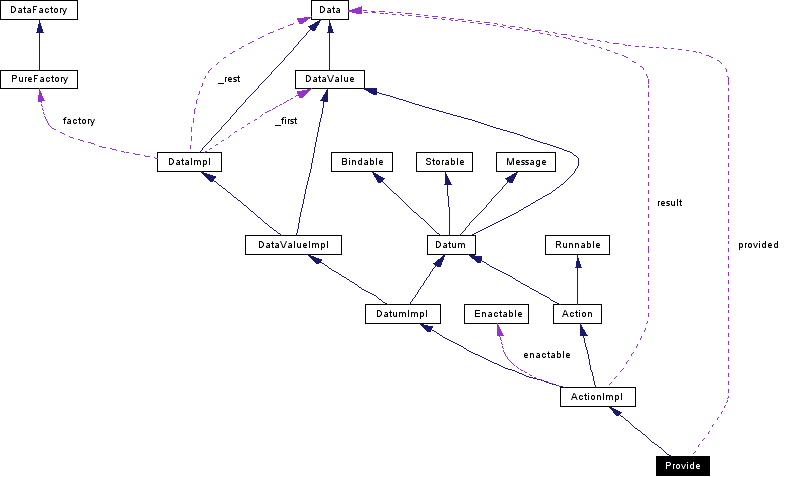 DataFactory
Data
PureFactory
_rest
DataValue
factory
_first
DataImpl
Bindable
Storable
Message
result
provided
DataValueImpl
Datum
Runnable
DatumImpl
Enactable
Action
enactable
ActionImpl
Provide